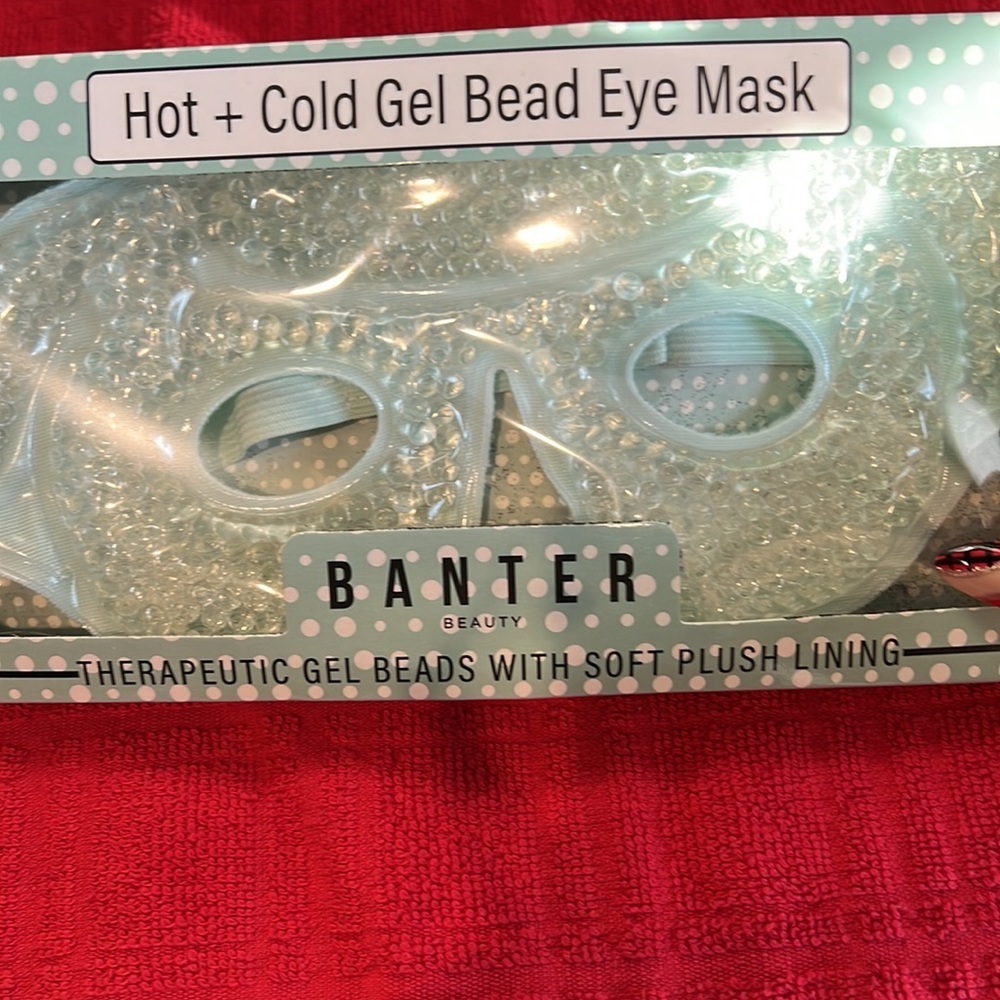 Hot + Cold Gel Bead Eye Mask
BANTER
BEAUTY
THERAPEUTIC GEL BEADS WITH SOFT PLUSH LINING